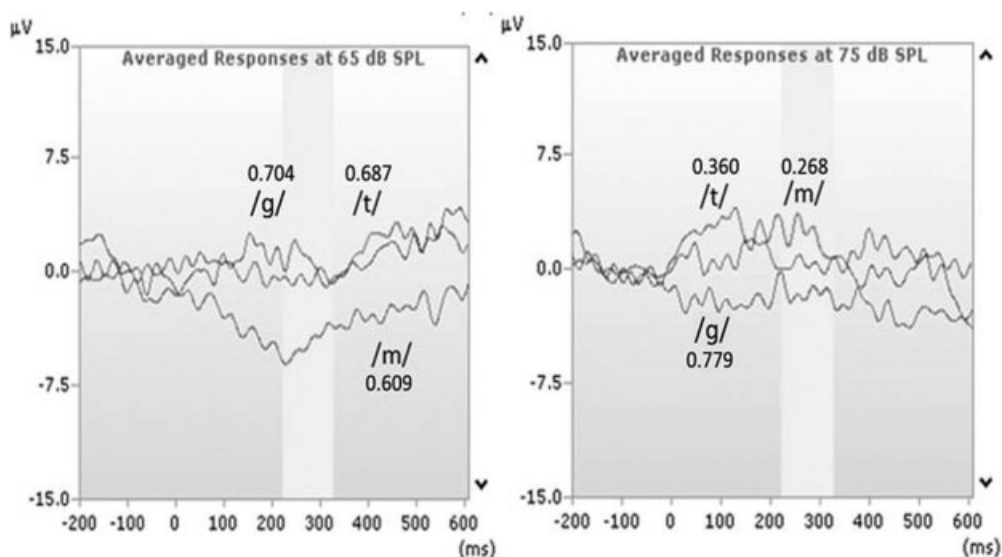 μV
Averaged Responses at 65 dB SPL
15.0
7.5
0.0
-7.5
-15.0
0.704
/g/
0.687
/t/
/m/
0.609
-200 -100 0 100 200 300 400 500 600
(ms)
μV
Averaged Responses at 75 dB SPL
15.0
7.5
0.0
-7.5
-15.0
0.360
/t/
0.268
/m/
/g/
0.779
-200 -100 0 100 200 300 400 500 600
(ms)